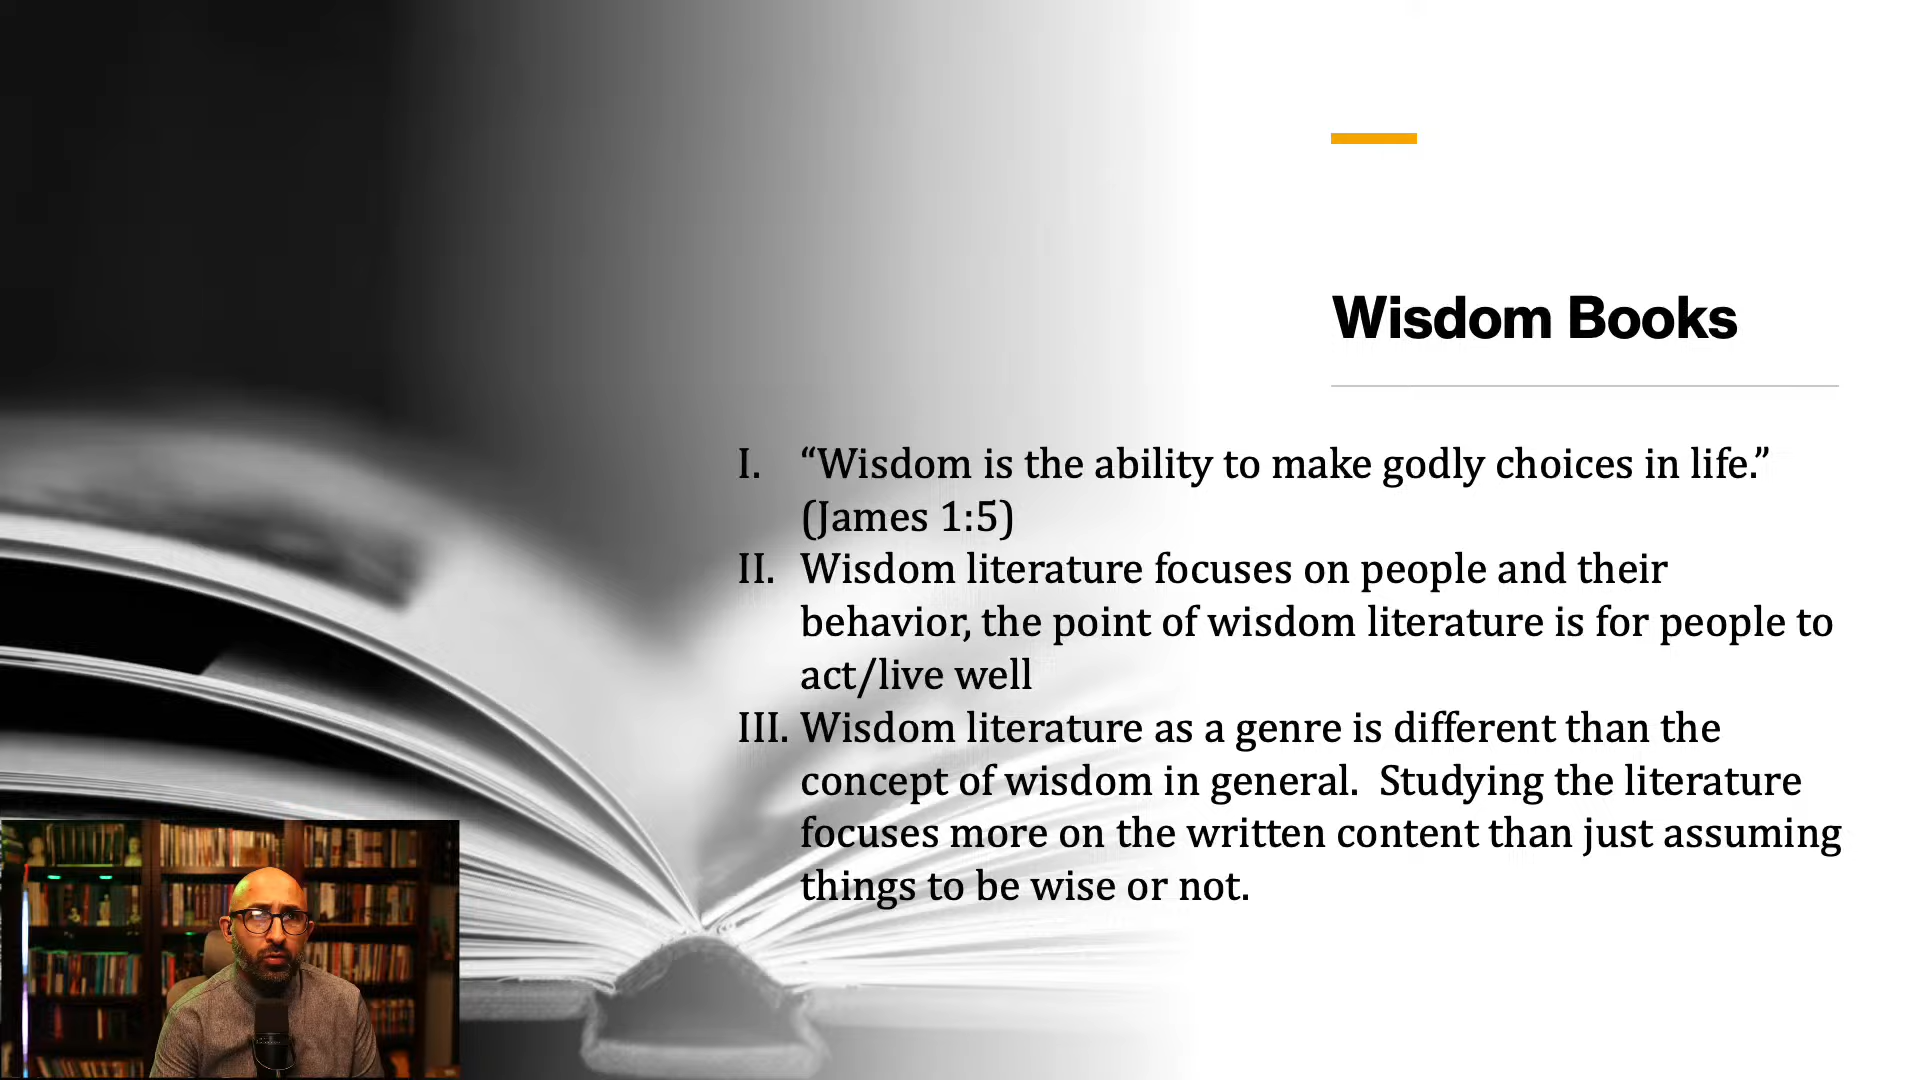 Wisdom Books
I. “Wisdom is the ability to make godly choices in life.”
(James 1:5)
II. Wisdom literature focuses on people and their
behavior, the point of wisdom literature is for people to
act/live well
III. Wisdom literature as a genre is different than the
concept of wisdom in general.  Studying the literature
focuses more on the written content than just assuming
things to be wise or not.